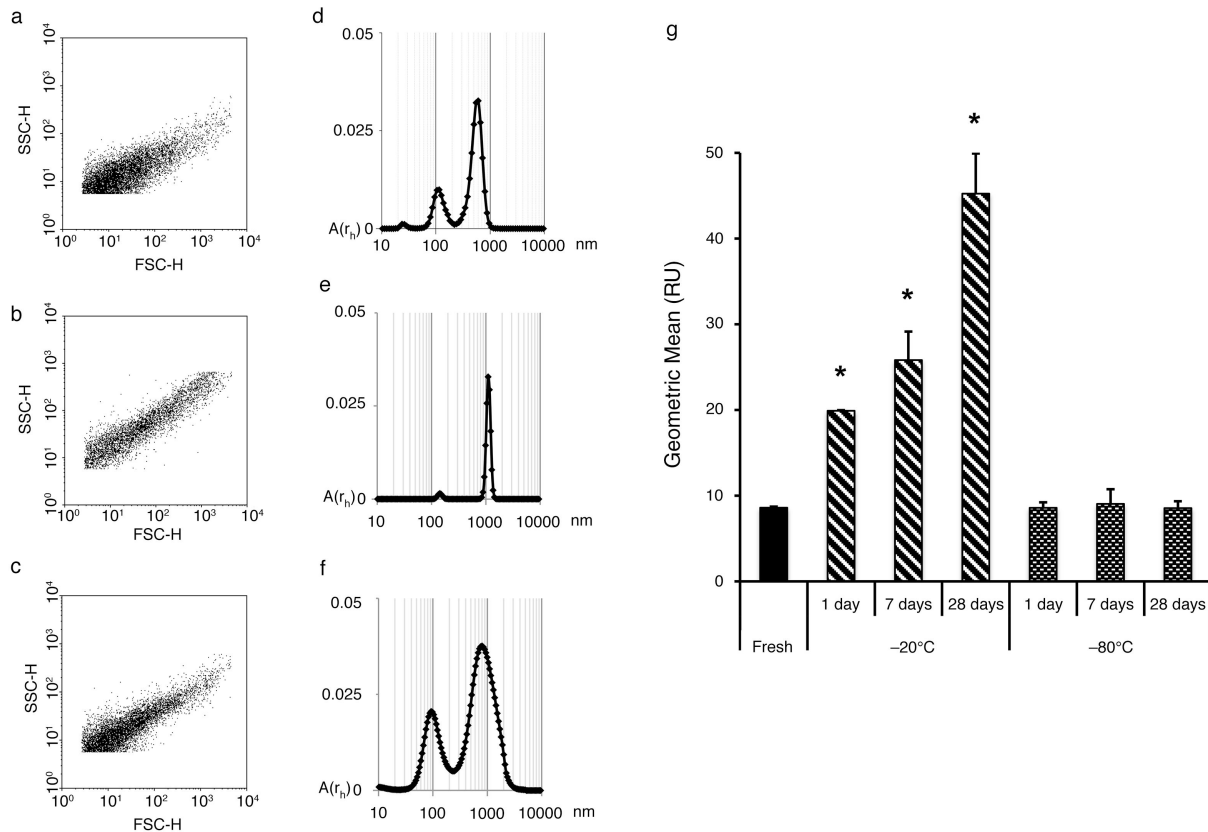 a
SSC-H
10⁴
10³
10²
10¹
10⁰
10⁰ 10¹ 10² 10³ 10⁴
FSC-H
b
SSC-H
10⁴
10³
10²
10¹
10⁰
10⁰ 10¹ 10² 10³ 10⁴
FSC-H
c
SSC-H
10⁴
10³
10²
10¹
10⁰
10⁰ 10¹ 10² 10³ 10⁴
FSC-H
d
0.05
0.025
A(rₕ) 0
10 100 1000 10000 nm
e
0.05
0.025
A(rₕ) 0
10 100 1000 10000 nm
f
0.05
0.025
A(rₕ) 0
10 100 1000 10000 nm
g
Geometric Mean (RU)
50
40
30
20
10
0
* * *
1 day 7 days 28 days 1 day 7 days 28 days
Fresh –20°C –80°C